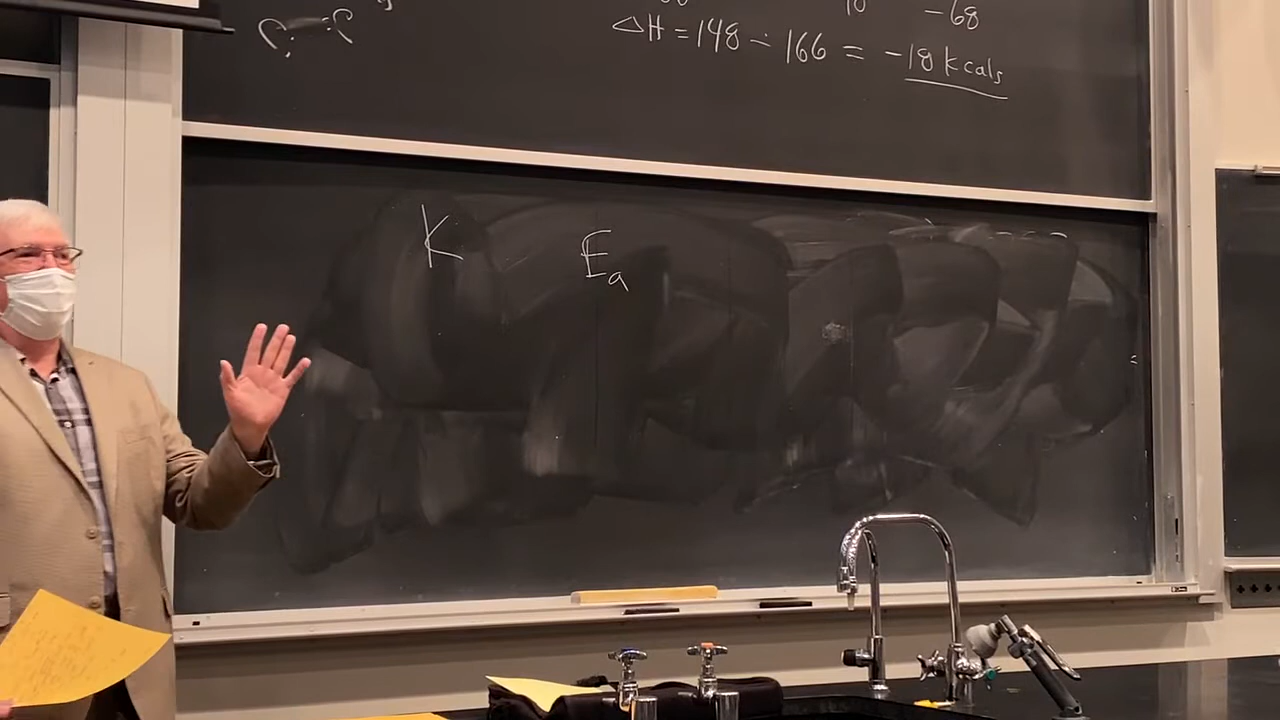 -68
ΔH = 148 - 166 = -18 kcals
K Ea